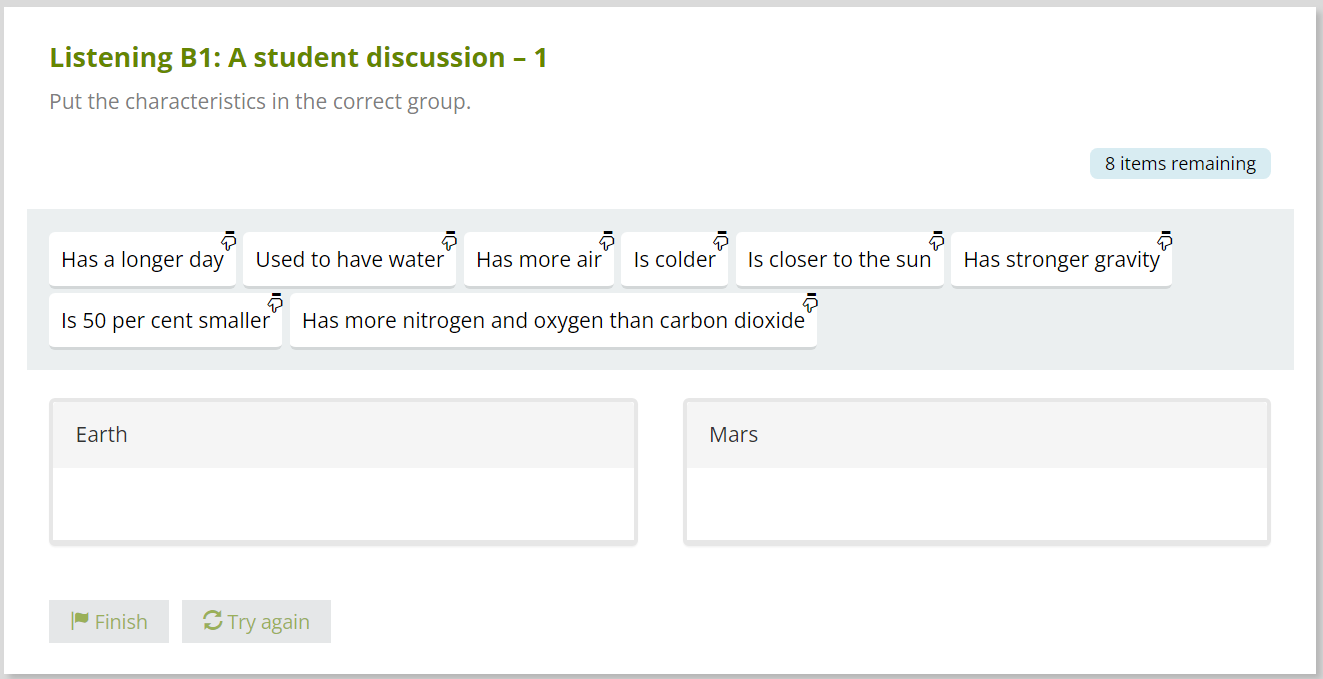 Listening B1: A student discussion – 1
Put the characteristics in the correct group.
8 items remaining
Has a longer day Used to have water Has more air Is colder Is closer to the sun Has stronger gravity
Is 50 per cent smaller Has more nitrogen and oxygen than carbon dioxide
Earth Mars
Finish Try again